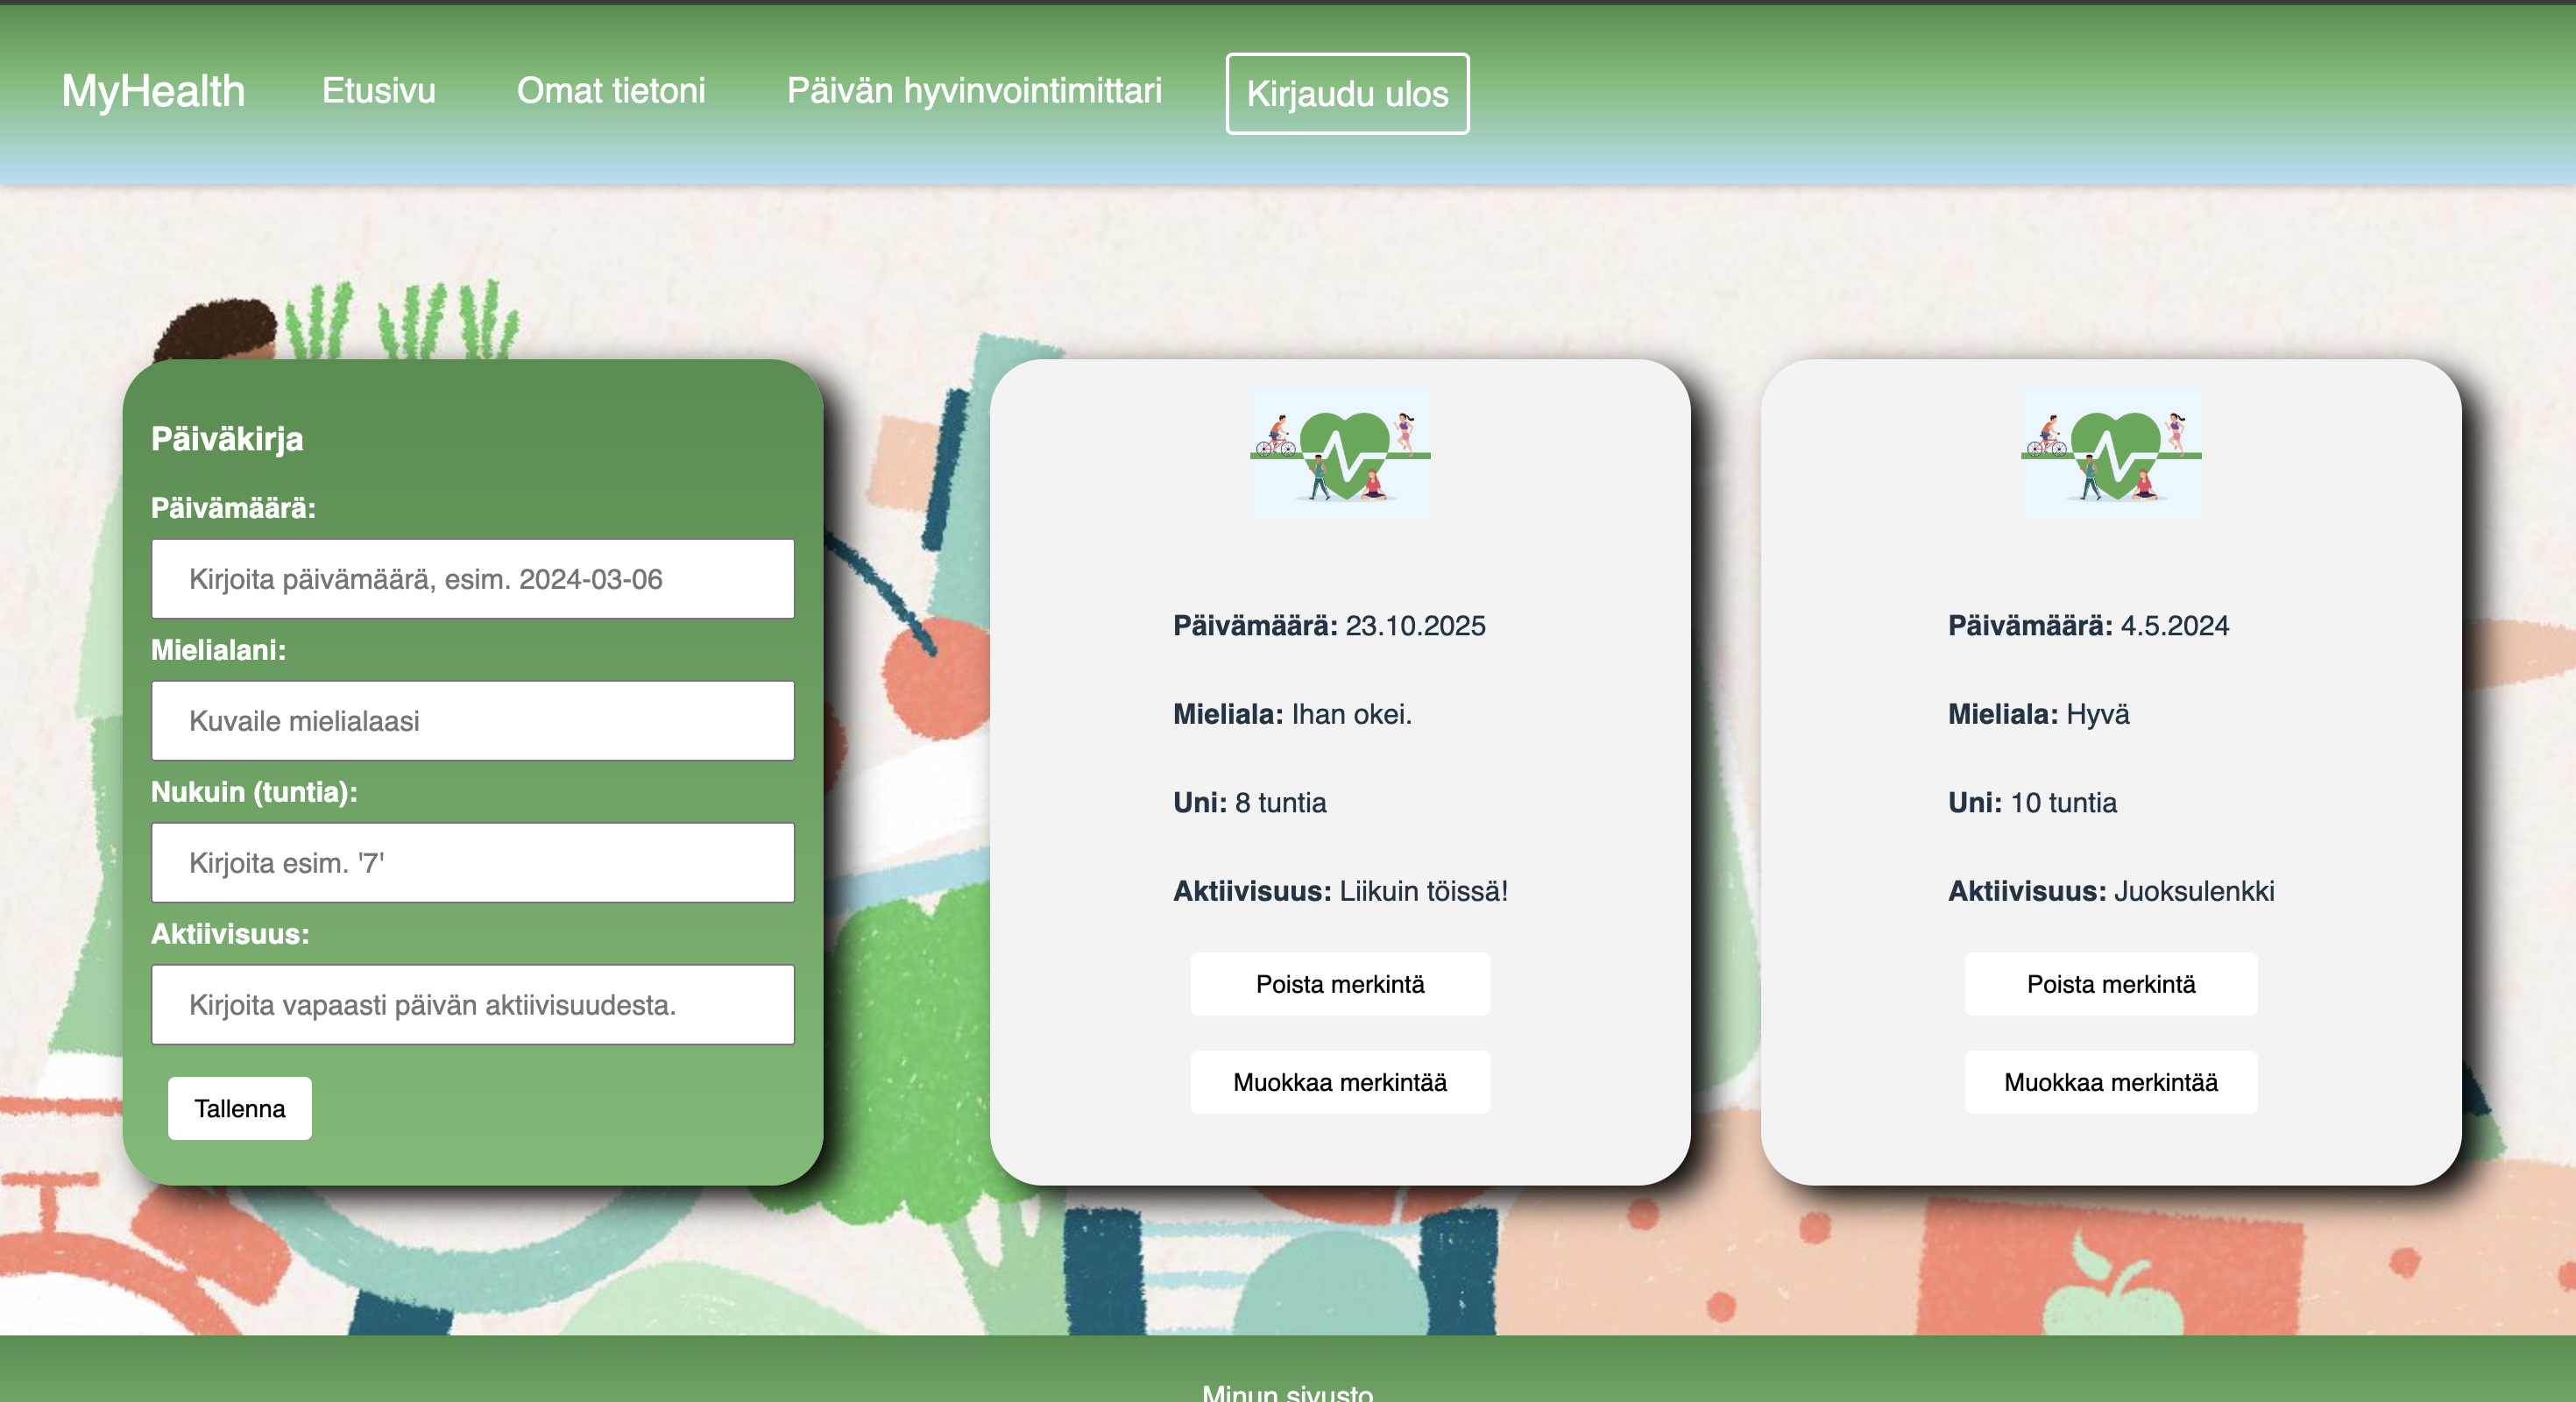 MyHealth Etusivu Omat tietoni Päivän hyvinvointimittari Kirjaudu ulos
Päiväkirja
Päivämäärä:
Kirjoita päivämäärä, esim. 2024-03-06
Mielialani:
Kuvaile mielialaasi
Nukuin (tuntia):
Kirjoita esim. '7'
Aktiivisuus:
Kirjoita vapaasti päivän aktiivisuudesta.
Tallenna
Päivämäärä: 23.10.2025
Mieliala: Ihan okei.
Uni: 8 tuntia
Aktiivisuus: Liikuin töissä!
Poista merkintä
Muokkaa merkintää
Päivämäärä: 4.5.2024
Mieliala: Hyvä
Uni: 10 tuntia
Aktiivisuus: Juoksulenkki
Poista merkintä
Muokkaa merkintää
Minun sivusto